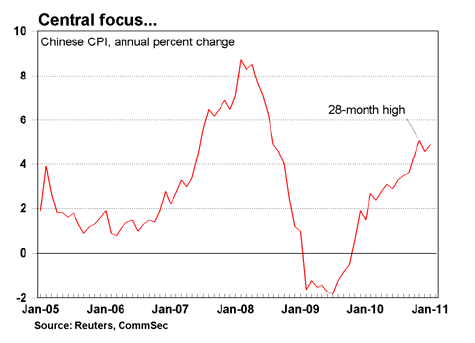 Central focus...
Chinese CPI, annual percent change
10
8
6
4
2
0
-2
28-month high
Jan-05 Jan-06 Jan-07 Jan-08 Jan-09 Jan-10 Jan-11
Source: Reuters, CommSec